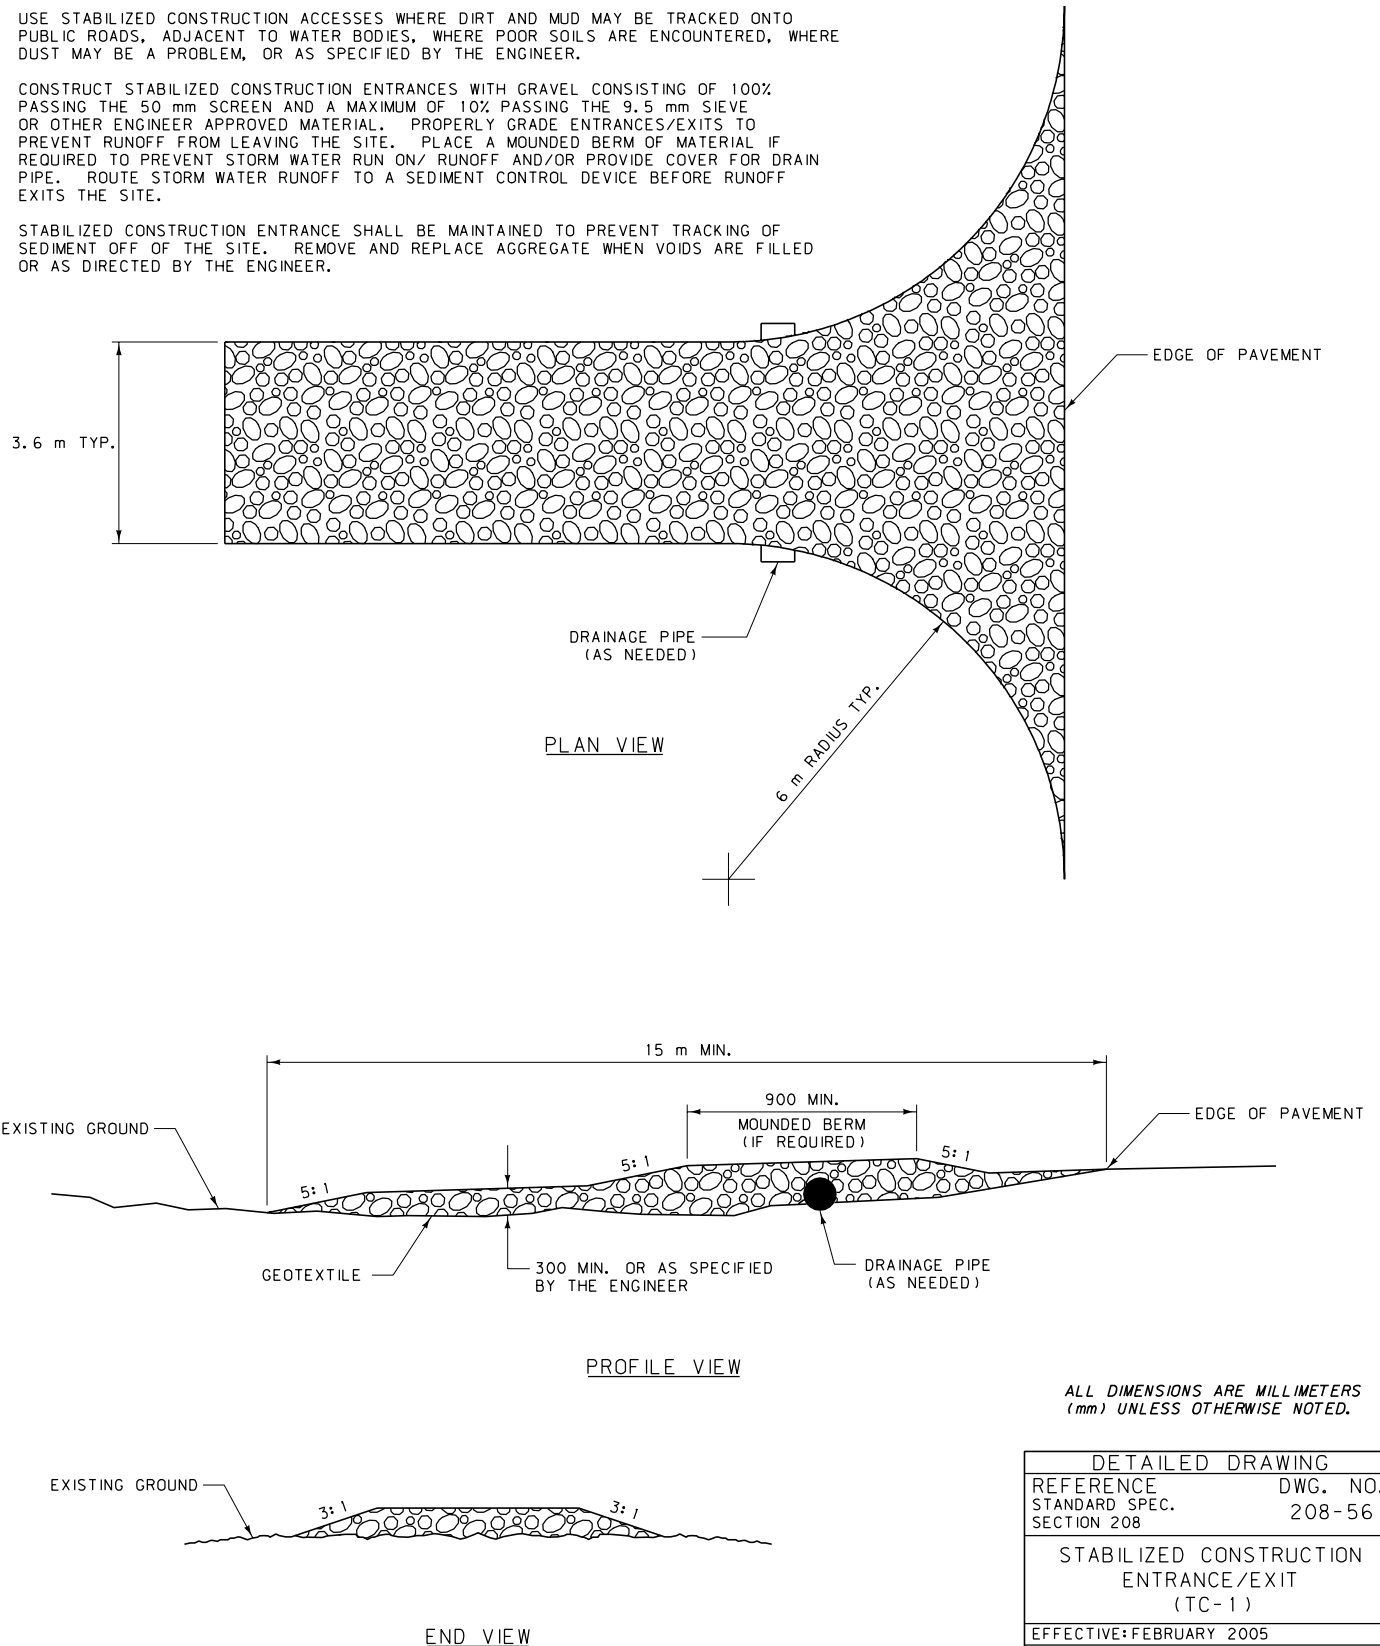 USE STABILIZED CONSTRUCTION ACCESSES WHERE DIRT AND MUD MAY BE TRACKED ONTO
PUBLIC ROADS, ADJACENT TO WATER BODIES, WHERE POOR SOILS ARE ENCOUNTERED, WHERE
DUST MAY BE A PROBLEM, OR AS SPECIFIED BY THE ENGINEER.
CONSTRUCT STABILIZED CONSTRUCTION ENTRANCES WITH GRAVEL CONSISTING OF 100%
PASSING THE 50 mm SCREEN AND A MAXIMUM OF 10% PASSING THE 9.5 mm SIEVE
OR OTHER ENGINEER APPROVED MATERIAL. PROPERLY GRADE ENTRANCES/EXITS TO
PREVENT RUNOFF FROM LEAVING THE SITE. PLACE A MOUNDED BERM OF MATERIAL IF
REQUIRED TO PREVENT STORM WATER RUN ON/ RUNOFF AND/OR PROVIDE COVER FOR DRAIN
PIPE. ROUTE STORM WATER RUNOFF TO A SEDIMENT CONTROL DEVICE BEFORE RUNOFF
EXITS THE SITE.
STABILIZED CONSTRUCTION ENTRANCE SHALL BE MAINTAINED TO PREVENT TRACKING OF
SEDIMENT OFF OF THE SITE. REMOVE AND REPLACE AGGREGATE WHEN VOIDS ARE FILLED
OR AS DIRECTED BY THE ENGINEER.
EDGE OF PAVEMENT
3.6 m TYP.
DRAINAGE PIPE
(AS NEEDED)
6 m RADIUS TYP.
PLAN VIEW
15 m MIN.
900 MIN.
MOUNDED BERM
(IF REQUIRED)
EDGE OF PAVEMENT
EXISTING GROUND
5:1
5:1
5:1
GEOTEXTILE
300 MIN. OR AS SPECIFIED
BY THE ENGINEER
DRAINAGE PIPE
(AS NEEDED)
PROFILE VIEW
ALL DIMENSIONS ARE MILLIMETERS
(mm) UNLESS OTHERWISE NOTED.
EXISTING GROUND
3:1
3:1
END VIEW
DETAILED DRAWING
REFERENCE DWG. NO.
STANDARD SPEC.
SECTION 208
208-56
STABILIZED CONSTRUCTION
ENTRANCE/EXIT
(TC-1)
EFFECTIVE: FEBRUARY 2005